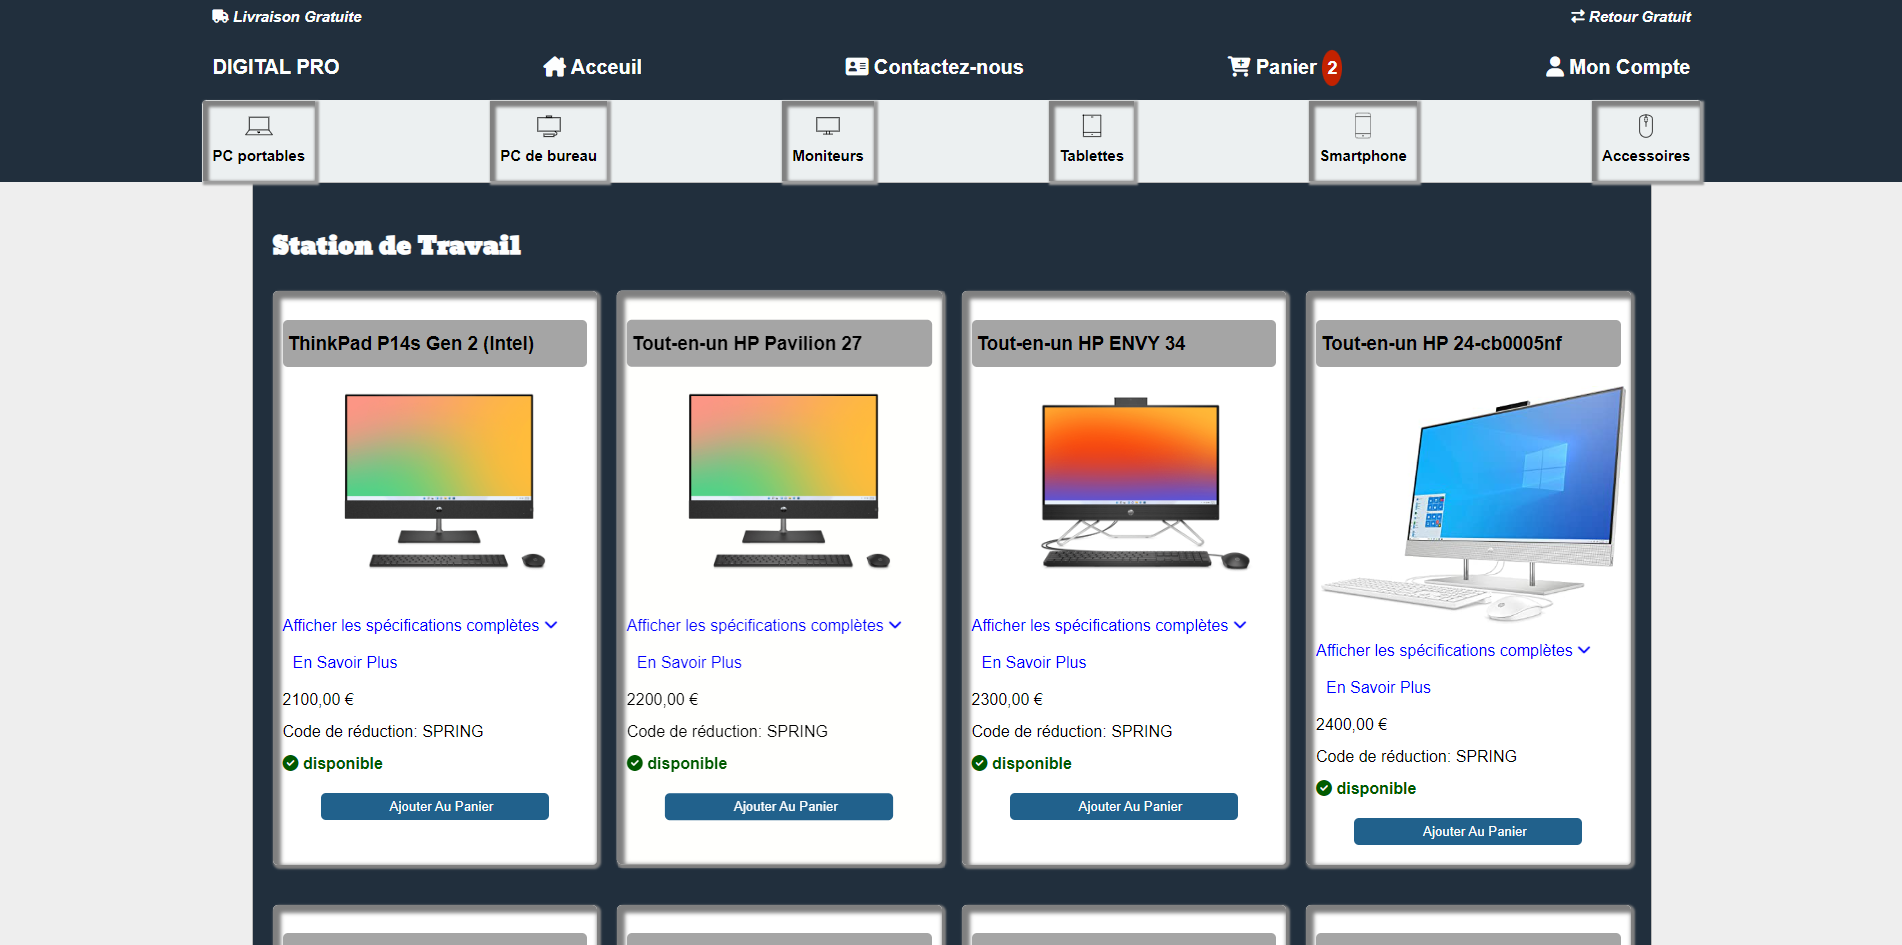 Livraison Gratuite
Retour Gratuit
DIGITAL PRO
Acceuil
Contactez-nous
Panier 2
Mon Compte
PC portables
PC de bureau
Moniteurs
Tablettes
Smartphone
Accessoires
Station de Travail
ThinkPad P14s Gen 2 (Intel)
Afficher les spécifications complètes
En Savoir Plus
2100,00 €
Code de réduction: SPRING
disponible
Ajouter Au Panier
Tout-en-un HP Pavilion 27
Afficher les spécifications complètes
En Savoir Plus
2200,00 €
Code de réduction: SPRING
disponible
Ajouter Au Panier
Tout-en-un HP ENVY 34
Afficher les spécifications complètes
En Savoir Plus
2300,00 €
Code de réduction: SPRING
disponible
Ajouter Au Panier
Tout-en-un HP 24-cb0005nf
Afficher les spécifications complètes
En Savoir Plus
2400,00 €
Code de réduction: SPRING
disponible
Ajouter Au Panier